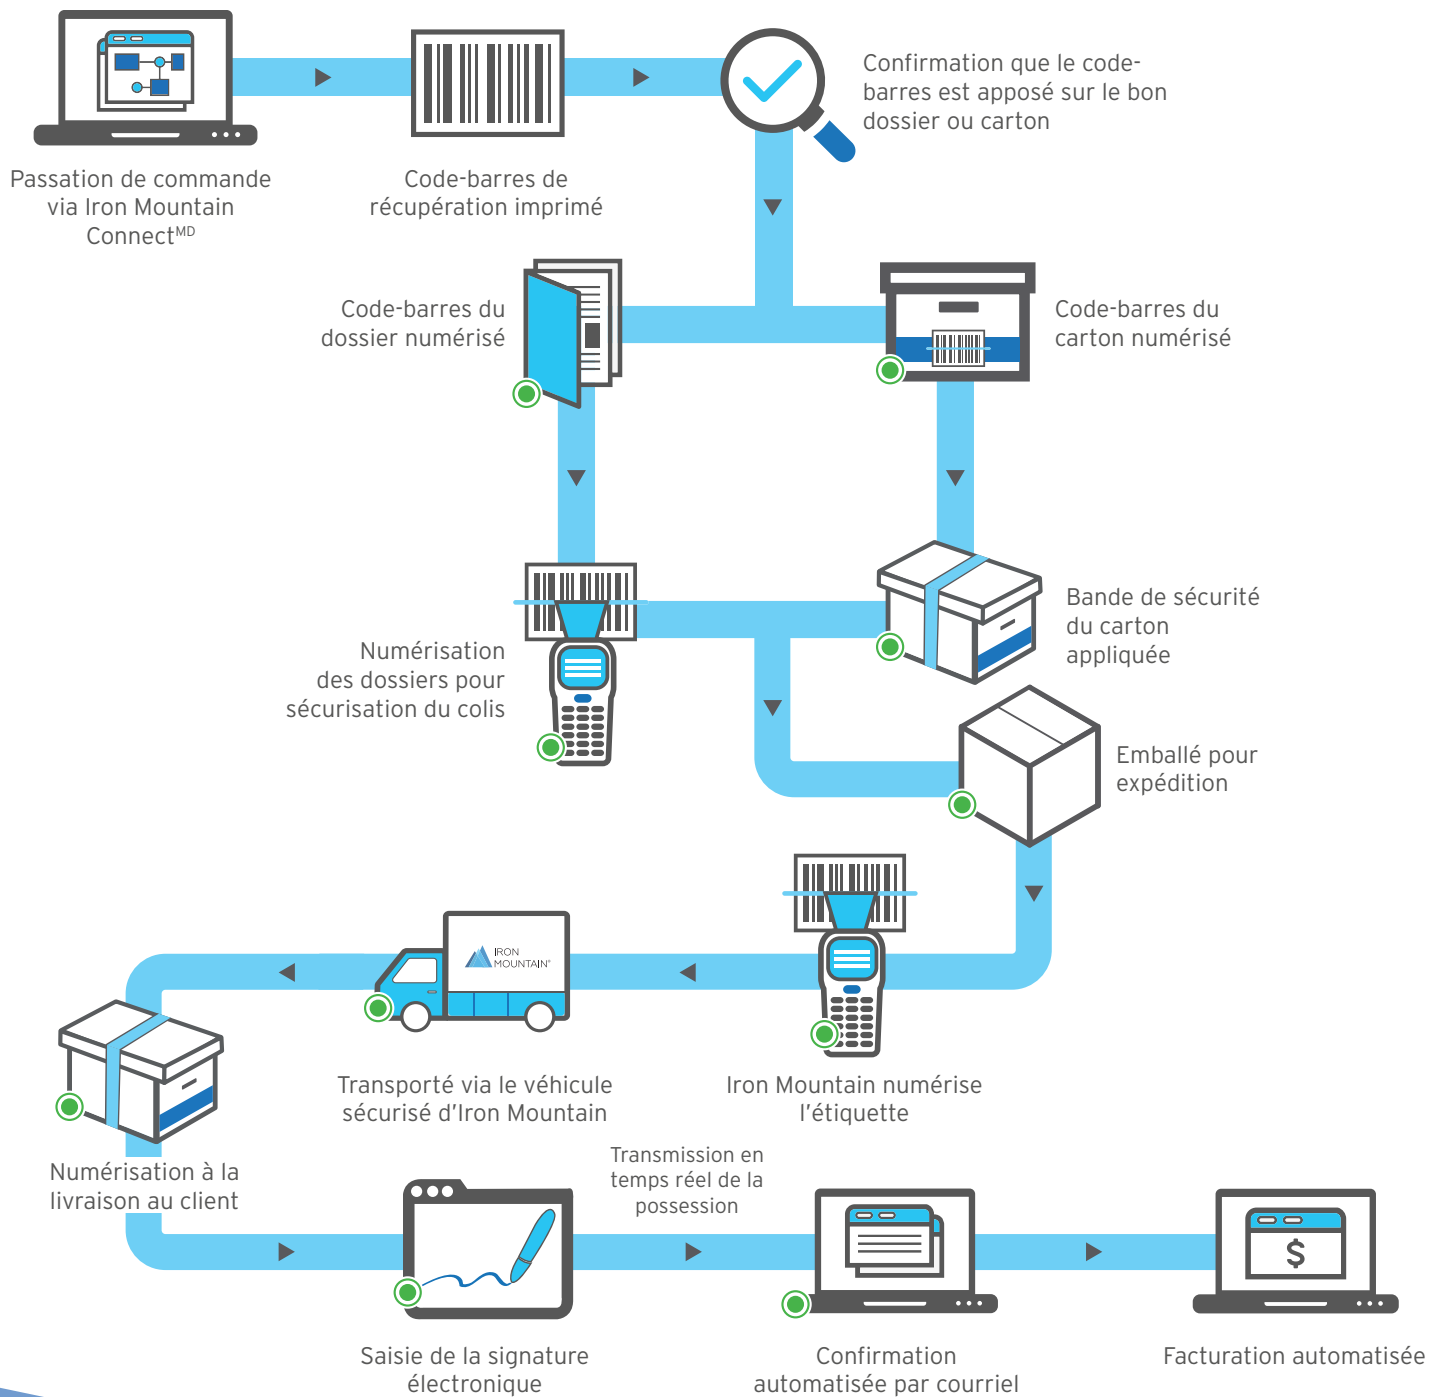 Passation de commande
via Iron Mountain
Connectᴹᴰ
Code-barres de
récupération imprimé
Confirmation que le code-
barres est apposé sur le bon
dossier ou carton
Code-barres du
dossier numérisé
Code-barres du
carton numérisé
Numérisation
des dossiers pour
sécurisation du colis
Bande de sécurité
du carton
appliquée
Emballé pour
expédition
IRON
MOUNTAIN®
Transporté via le véhicule
sécurisé d’Iron Mountain
Iron Mountain numérise
l’étiquette
Numérisation à la
livraison au client
Transmission en
temps réel de la
possession
$
Saisie de la signature
électronique
Confirmation
automatisée par courriel
Facturation automatisée